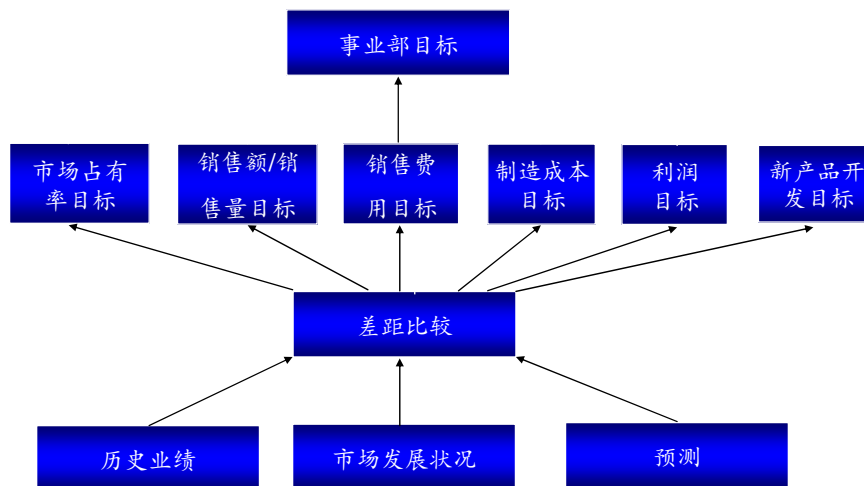 事业部目标
市场占有
率目标
销售额/销
售量目标
销售费
用目标
制造成本
目标
利润
目标
新产品开
发目标
差距比较
历史业绩
市场发展状况
预测